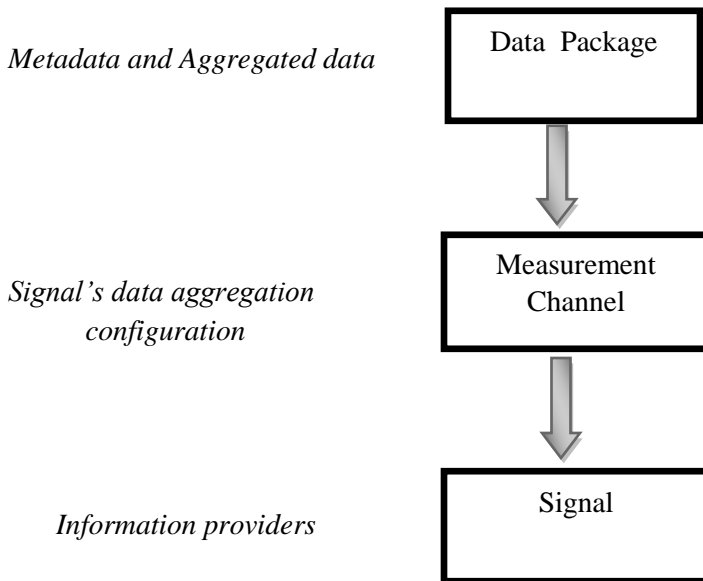 Metadata and Aggregated data
Data Package
Signal’s data aggregation
configuration
Measurement
Channel
Information providers
Signal